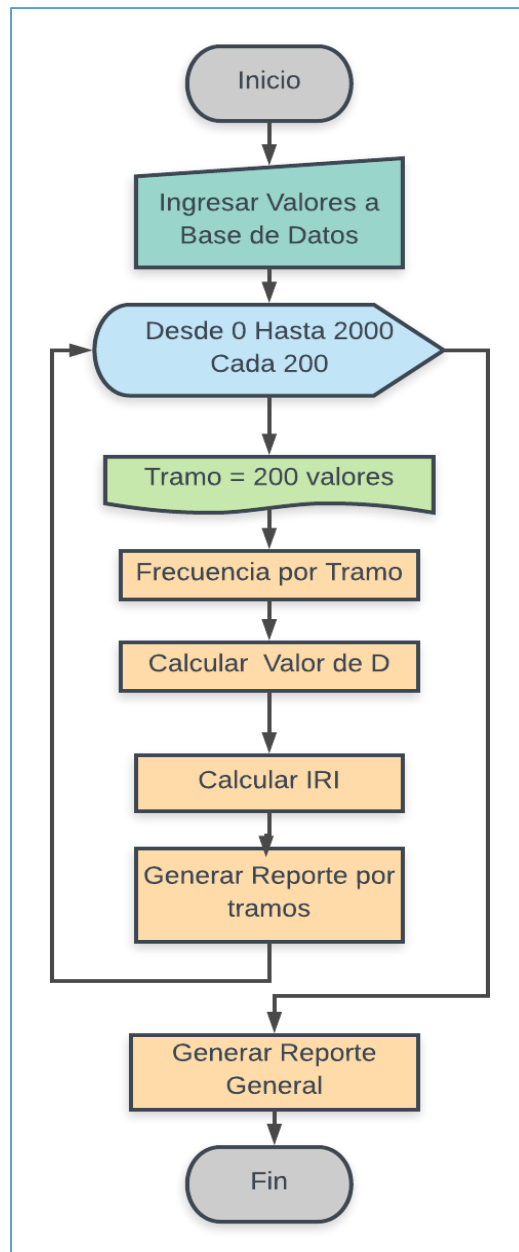 Inicio
Ingresar Valores a
Base de Datos
Desde 0 Hasta 2000
Cada 200
Tramo = 200 valores
Frecuencia por Tramo
Calcular Valor de D
Calcular IRI
Generar Reporte por
tramos
Generar Reporte
General
Fin